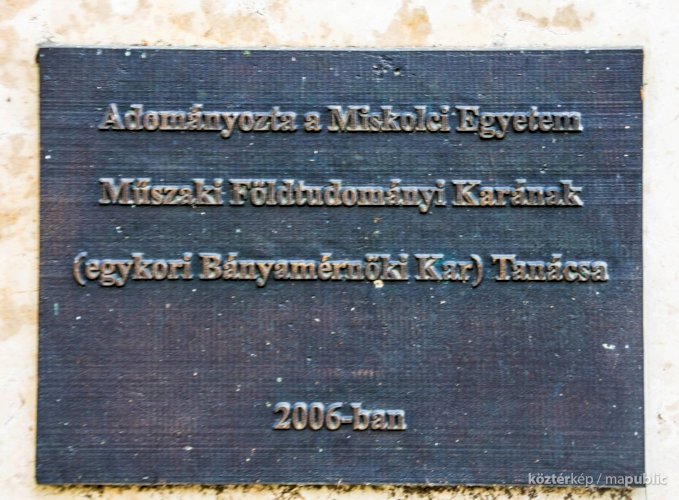 Adományozta a Miskolci Egyetem
Műszaki Földtudományi Karának
(egykori Bányamérnöki Kar) Tanácsa
2006-ban
köztérkép / mapublic